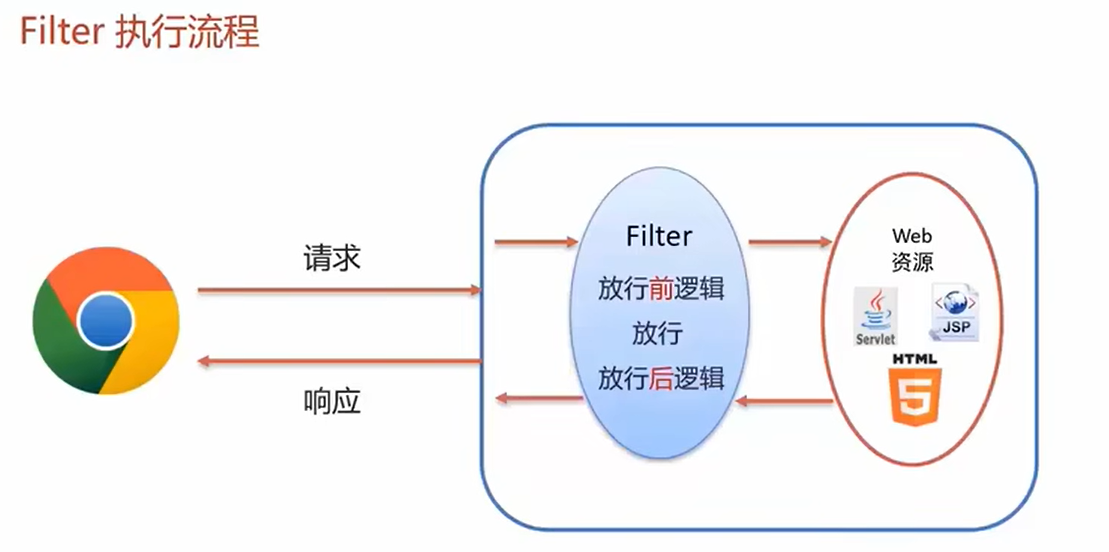 Filter 执行流程
请求
响应
Filter
放行前逻辑
放行
放行后逻辑
Web
资源
Servlet
JSP
HTML
5